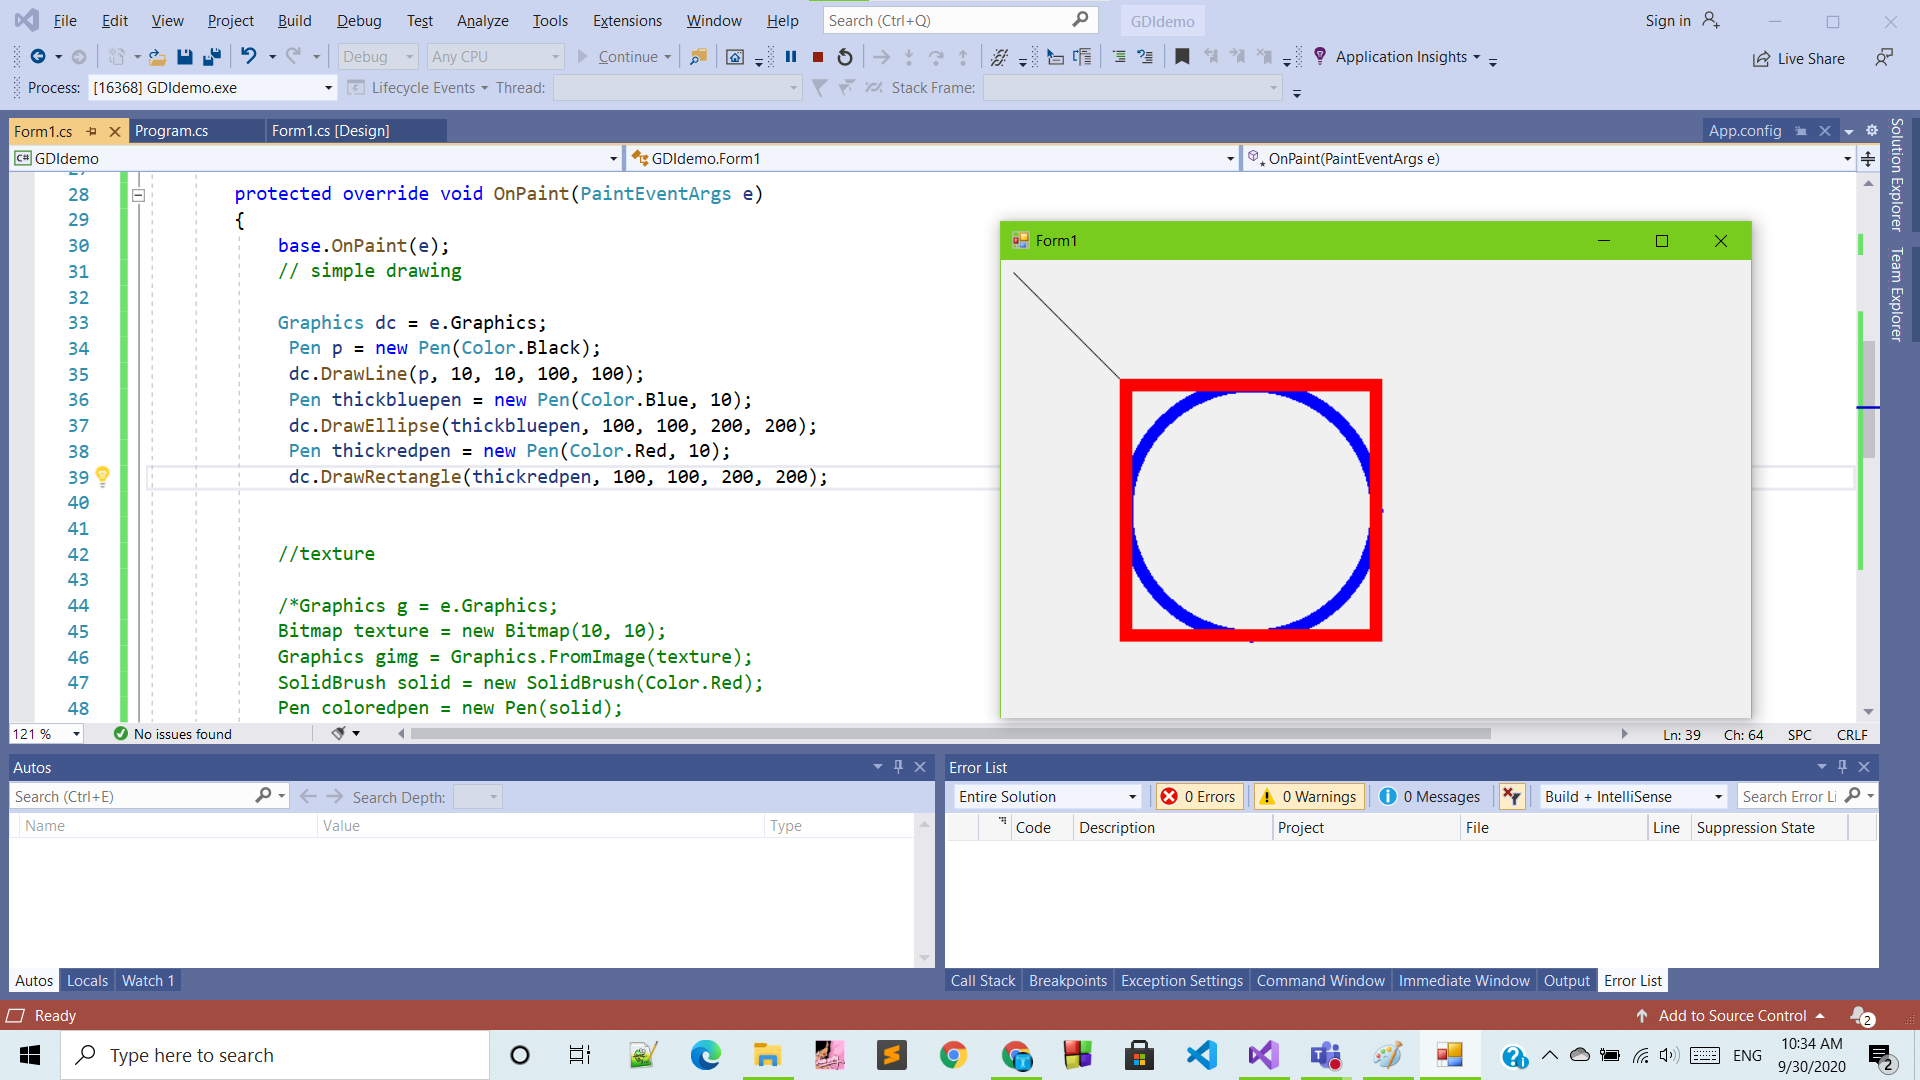 File Edit View Project Build Debug Test Analyze Tools Extensions Window Help Search (Ctrl+Q) GDIdemo Sign in
Debug Any CPU Continue Application Insights Live Share
Process: [16368] GDIdemo.exe Lifecycle Events Thread: Stack Frame:
Form1.cs Program.cs Form1.cs [Design] App.config
C# GDIdemo GDIdemo.Form1 OnPaint(PaintEventArgs e)
Solution Explorer
Team Explorer
28 protected override void OnPaint(PaintEventArgs e)
29 {
30 base.OnPaint(e);
31 // simple drawing
32
33 Graphics dc = e.Graphics;
34 Pen p = new Pen(Color.Black);
35 dc.DrawLine(p, 10, 10, 100, 100);
36 Pen thickbluepen = new Pen(Color.Blue, 10);
37 dc.DrawEllipse(thickbluepen, 100, 100, 200, 200);
38 Pen thickredpen = new Pen(Color.Red, 10);
39 dc.DrawRectangle(thickredpen, 100, 100, 200, 200);
40
41
42 //texture
43
44 /*Graphics g = e.Graphics;
45 Bitmap texture = new Bitmap(10, 10);
46 Graphics gimg = Graphics.FromImage(texture);
47 SolidBrush solid = new SolidBrush(Color.Red);
48 Pen coloredpen = new Pen(solid);
Form1
121 % No issues found Ln: 39 Ch: 64 SPC CRLF
Autos
Search (Ctrl+E) Search Depth:
Name Value Type
Autos Locals Watch 1
Error List
Entire Solution 0 Errors 0 Warnings 0 Messages Build + IntelliSense Search Error Li
Code Description Project File Line Suppression State
Call Stack Breakpoints Exception Settings Command Window Immediate Window Output Error List
Ready Add to Source Control 2
Type here to search ENG 10:34 AM
9/30/2020 2